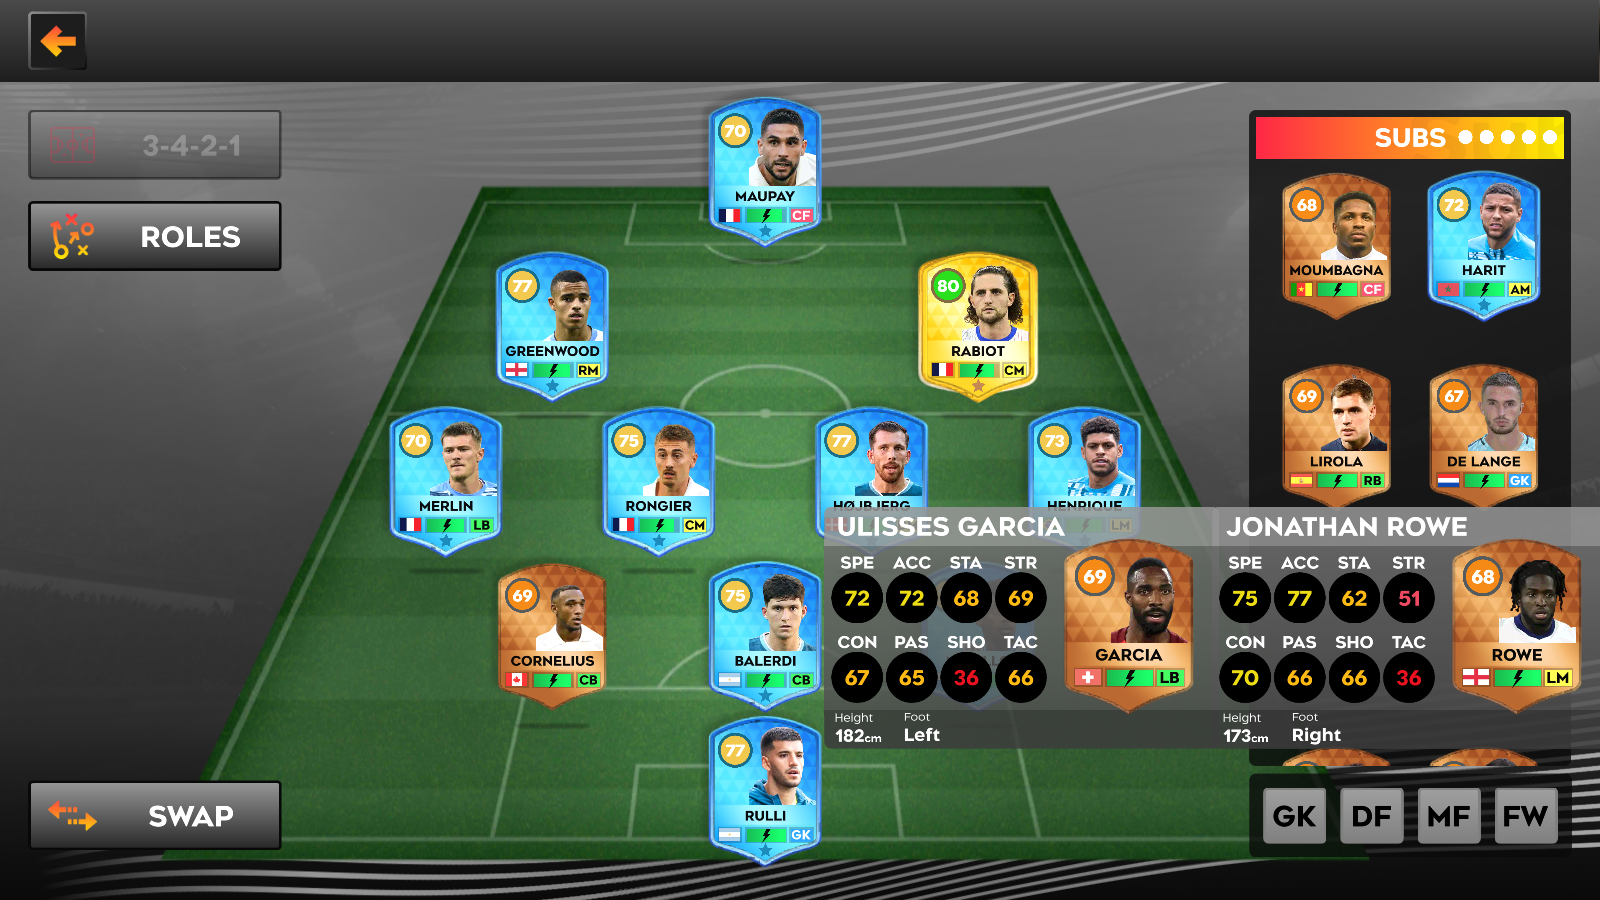 3-4-2-1
ROLES
70
MAUPAY
CF
77
GREENWOOD
RM
80
RABIOT
CM
70
MERLIN
LB
75
RONGIER
CM
77
HØJBJERG
73
HENRIQUE
LM
69
CORNELIUS
CB
75
BALERDI
CB
77
RULLI
GK
SWAP
SUBS
68
MOUMBAGNA
CF
72
HARIT
AM
69
LIROLA
RB
67
DE LANGE
GK
ULISSES GARCIA
SPE ACC STA STR
72 72 68 69
CON PAS SHO TAC
67 65 36 66
Height Foot
182cm Left
69
GARCIA
LB
JONATHAN ROWE
SPE ACC STA STR
75 77 62 51
CON PAS SHO TAC
70 66 66 36
Height Foot
173cm Right
68
ROWE
LM
GK DF MF FW